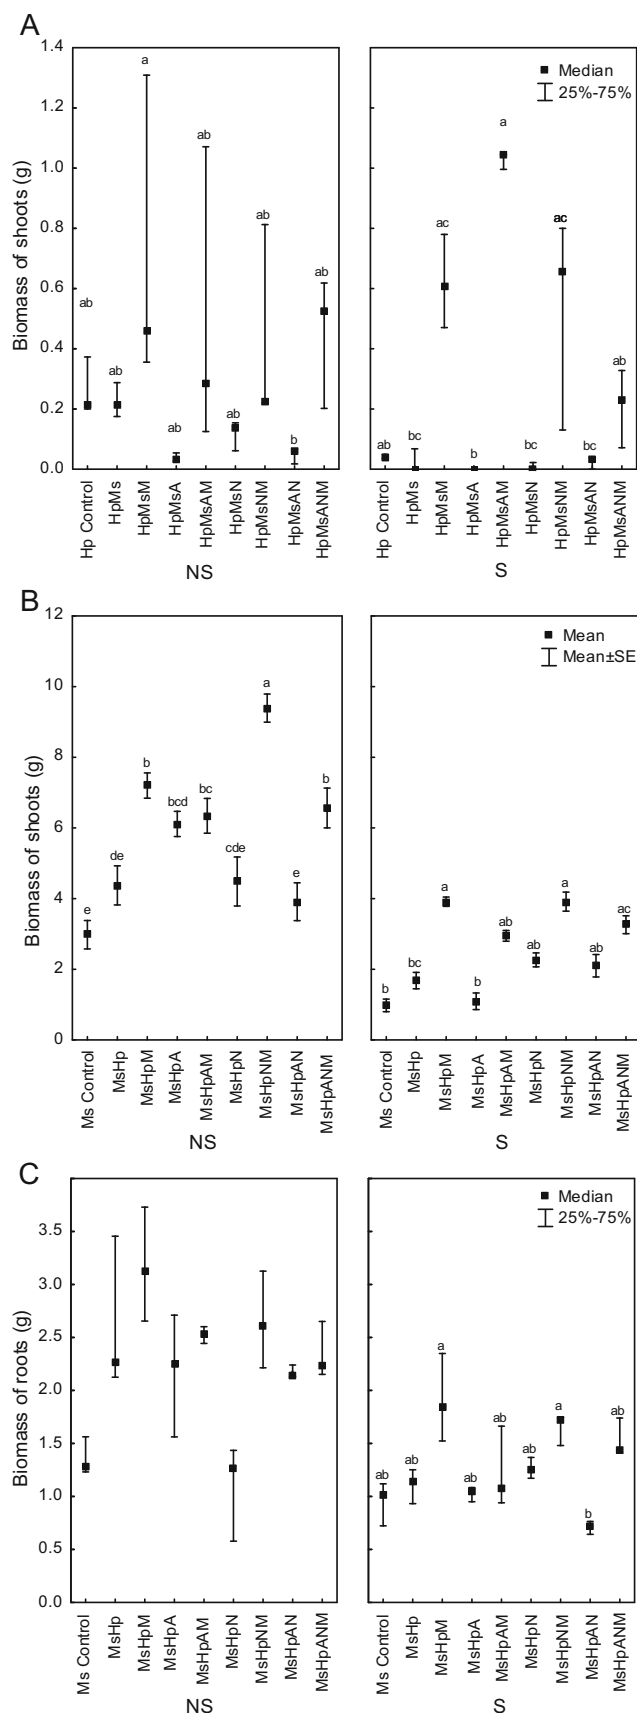 A
Biomass of shoots (g)
1.4
1.2
1.0
0.8
0.6
0.4
0.2
0.0
ab
ab
a
ab
ab
ab
ab
b
ab
Hp Control
HpMs
HpMsM
HpMsA
HpMsAM
HpMsN
HpMsNM
HpMsAN
HpMsANM
NS
Median
25%-75%
ab
bc
ac
b
a
bc
ac
bc
ab
Hp Control
HpMs
HpMsM
HpMsA
HpMsAM
HpMsN
HpMsNM
HpMsAN
HpMsANM
S
B
Biomass of shoots (g)
12
10
8
6
4
2
0
e
de
b
bcd
bc
cde
a
e
b
Ms Control
MsHp
MsHpM
MsHpA
MsHpAM
MsHpN
MsHpNM
MsHpAN
MsHpANM
NS
Mean
Mean±SE
b
bc
a
b
ab
ab
a
ab
ac
Ms Control
MsHp
MsHpM
MsHpA
MsHpAM
MsHpN
MsHpNM
MsHpAN
MsHpANM
S
C
Biomass of roots (g)
3.5
3.0
2.5
2.0
1.5
1.0
0.5
0.0
Ms Control
MsHp
MsHpM
MsHpA
MsHpAM
MsHpN
MsHpNM
MsHpAN
MsHpANM
NS
Median
25%-75%
ab
ab
a
ab
ab
ab
a
b
ab
Ms Control
MsHp
MsHpM
MsHpA
MsHpAM
MsHpN
MsHpNM
MsHpAN
MsHpANM
S